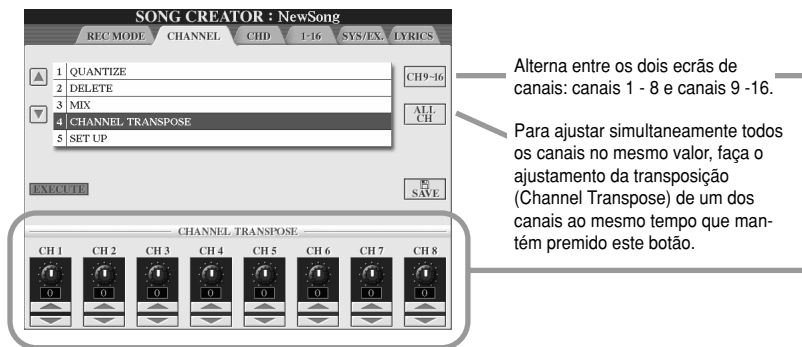 SONG CREATOR : NewSong
REC MODE CHANNEL CHD 1-16 SYS/EX. LYRICS
1 QUANTIZE
2 DELETE
3 MIX
4 CHANNEL TRANSPOSE
5 SET UP
CH9~16
ALL
CH
EXECUTE
SAVE
CHANNEL TRANSPOSE
CH 1 CH 2 CH 3 CH 4 CH 5 CH 6 CH 7 CH 8
0 0 0 0 0 0 0 0
Alterna entre os dois ecrãs de
canais: canais 1 - 8 e canais 9 -16.
Para ajustar simultaneamente todos
os canais no mesmo valor, faça o
ajustamento da transposição
(Channel Transpose) de um dos
canais ao mesmo tempo que man-
tém premido este botão.